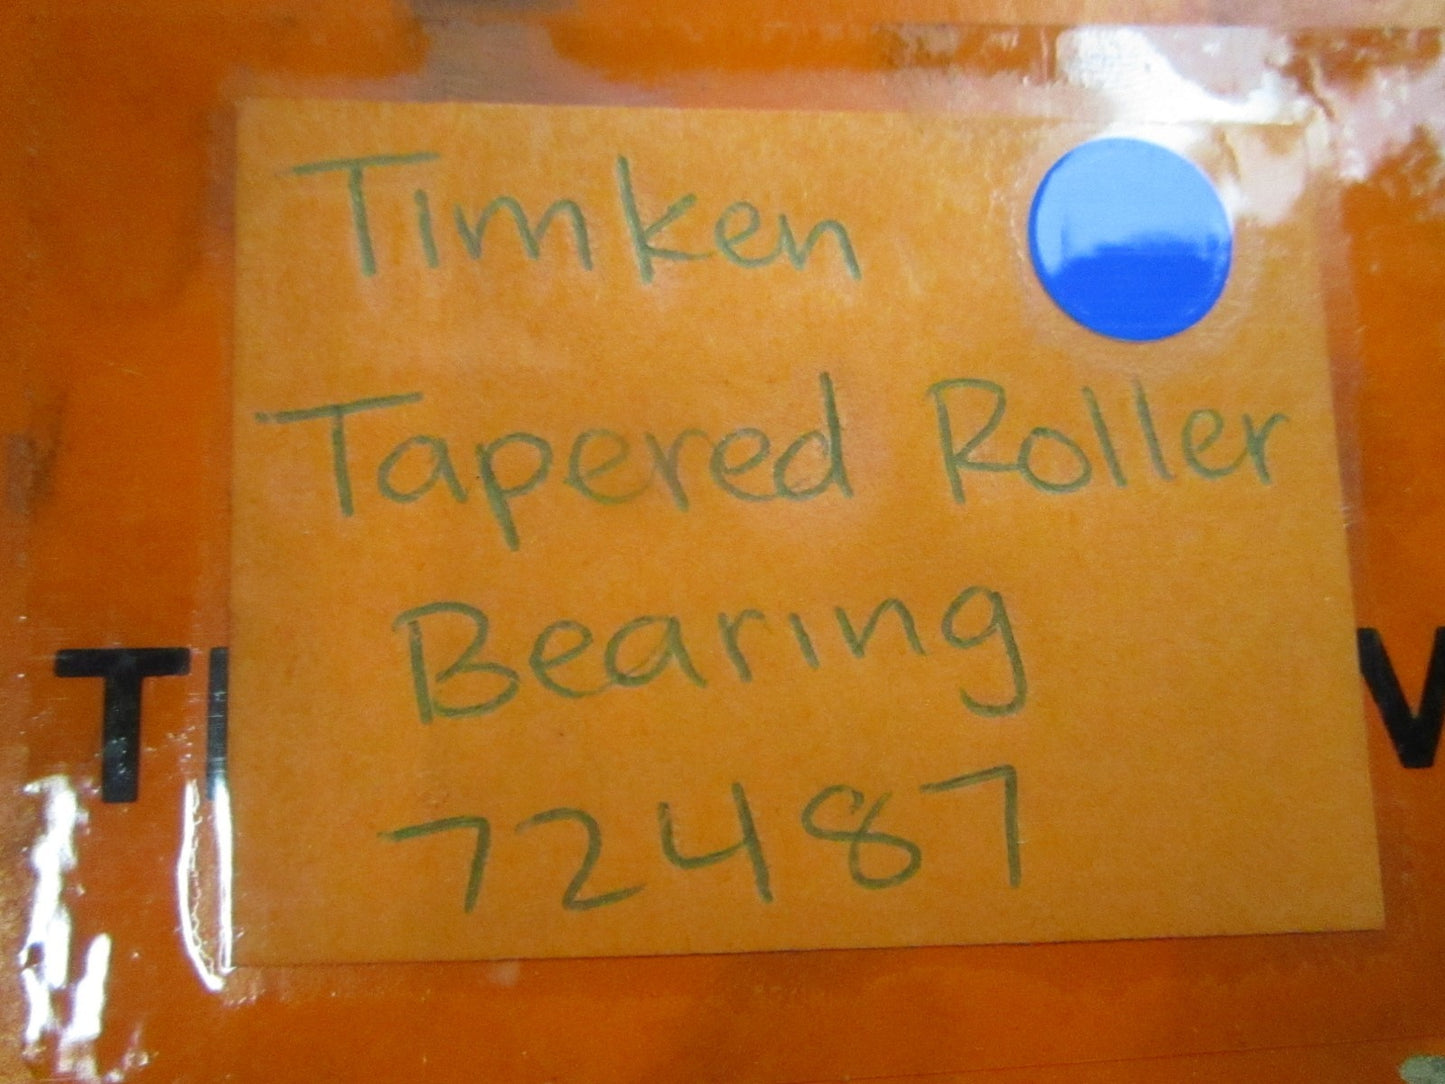 Timken
Tapered Roller
Bearing
72487